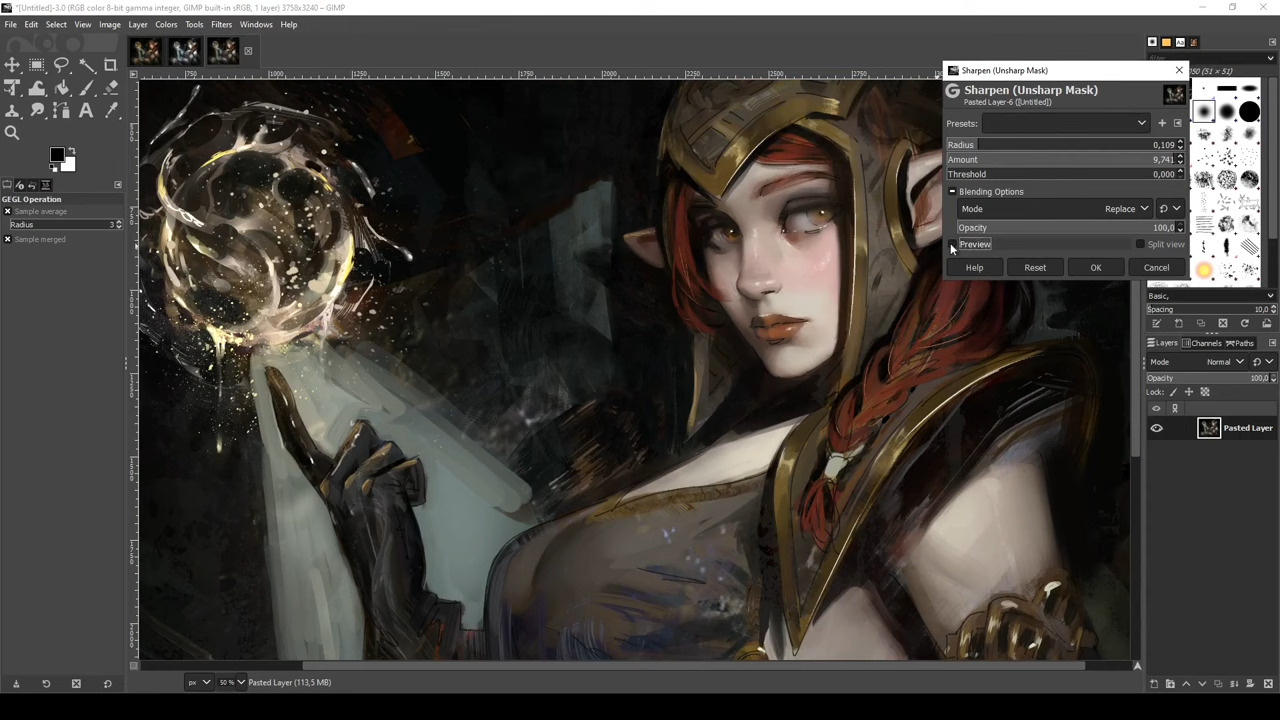 *[Untitled]-3.0 (RGB color 8-bit gamma integer, GIMP built-in sRGB, 1 layer) 3758x3240 – GIMP
File Edit Select View Image Layer Colors Tools Filters Windows Help
750 1000 1250 1500 1750 2000 2250 2500 2750
GEGL Operation
Sample average
Radius 3
Sample merged
Sharpen (Unsharp Mask)
Sharpen (Unsharp Mask)
Pasted Layer-6 ([Untitled])
Presets:
Radius 0,109
Amount 9,741
Threshold 0,000
Blending Options
Mode Replace
Opacity 100,0
Preview Split view
Help Reset OK Cancel
filter
50 (51 × 51)
Basic,
Spacing 10,0
Layers Channels Paths
Mode Normal
Opacity 100,0
Lock:
Pasted Layer
px 50 % Pasted Layer (113,5 MB)